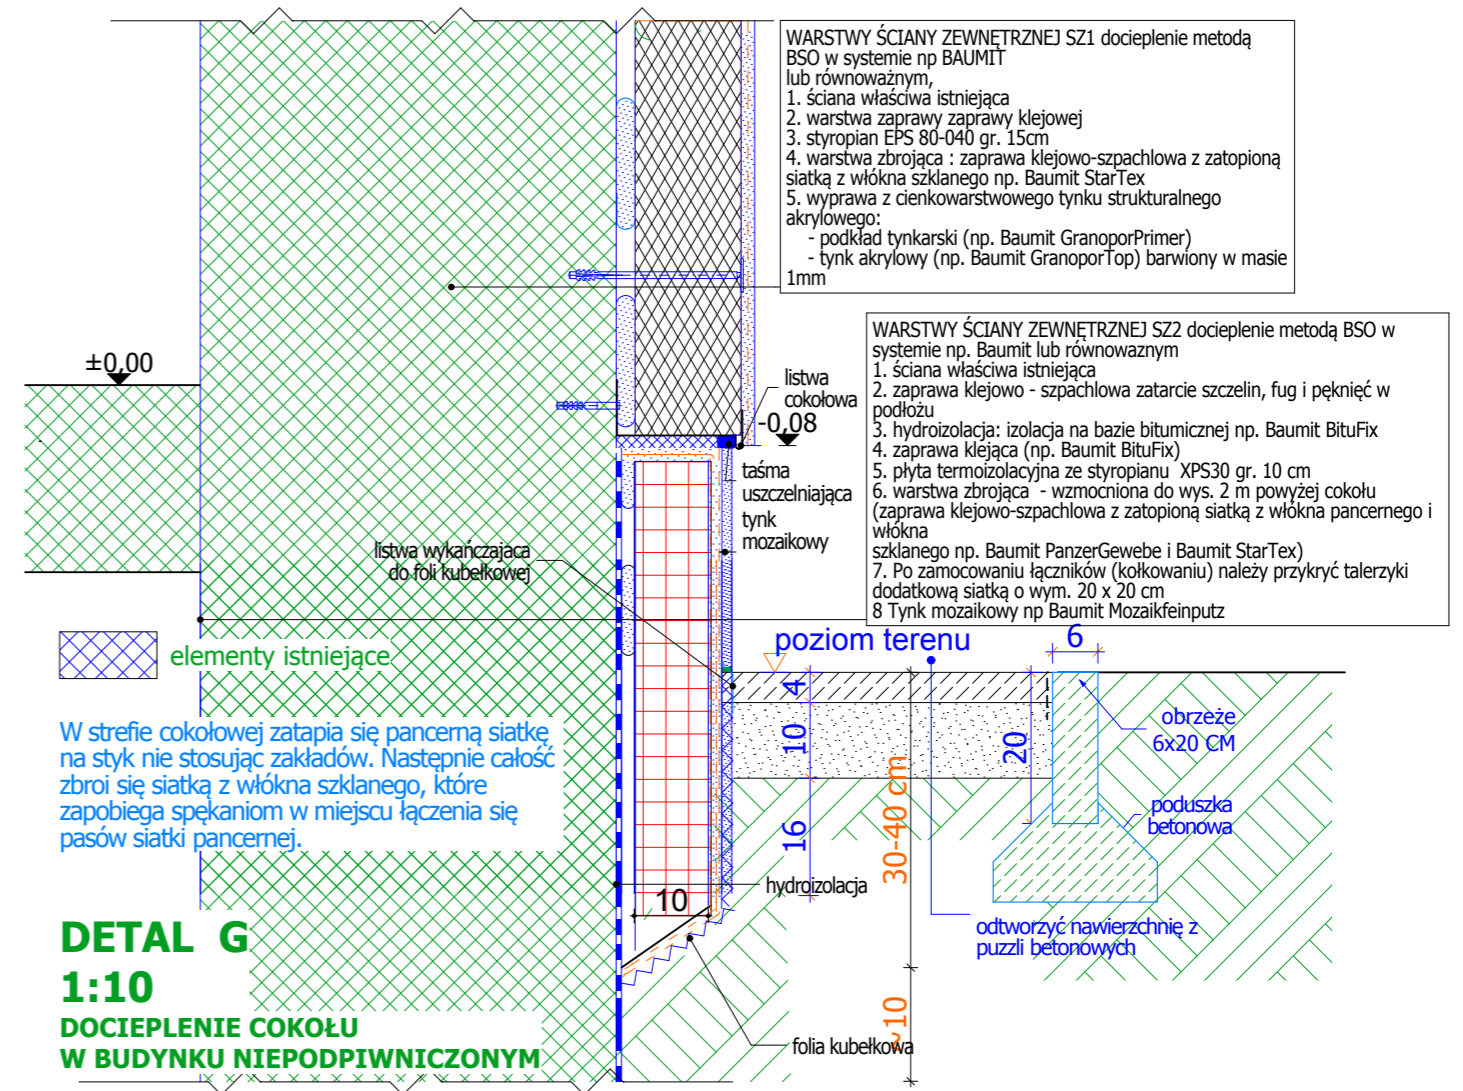 WARSTWY ŚCIANY ZEWNĘTRZNEJ SZ1 docieplenie metodą
BSO w systemie np BAUMIT
lub równoważnym,
1. ściana właściwa istniejąca
2. warstwa zaprawy zaprawy klejowej
3. styropian EPS 80-040 gr. 15cm
4. warstwa zbrojąca : zaprawa klejowo-szpachlowa z zatopioną
siatką z włókna szklanego np. Baumit StarTex
5. wyprawa z cienkowarstwowego tynku strukturalnego
akrylowego:
- podkład tynkarski (np. Baumit GranoporPrimer)
- tynk akrylowy (np. Baumit GranoporTop) barwiony w masie
1mm
WARSTWY ŚCIANY ZEWNĘTRZNEJ SZ2 docieplenie metodą BSO w
systemie np. Baumit lub równowaznym
1. ściana właściwa istniejąca
2. zaprawa klejowo - szpachlowa zatarcie szczelin, fug i pęknięć w
podłożu
3. hydroizolacja: izolacja na bazie bitumicznej np. Baumit BituFix
4. zaprawa klejąca (np. Baumit BituFix)
5. płyta termoizolacyjna ze styropianu XPS30 gr. 10 cm
6. warstwa zbrojąca - wzmocniona do wys. 2 m powyżej cokołu
(zaprawa klejowo-szpachlowa z zatopioną siatką z włókna pancernego i
włókna
szklanego np. Baumit PanzerGewebe i Baumit StarTex)
7. Po zamocowaniu łączników (kołkowaniu) należy przykryć talerzyki
dodatkową siatką o wym. 20 x 20 cm
8 Tynk mozaikowy np Baumit Mozaikfeinputz
±0,00
listwa
cokołowa
-0,08
taśma
uszczelniająca
tynk
mozaikowy
listwa wykańczajaca
do foli kubełkowej
elementy istniejące
poziom terenu
6
4
10
16
20
30-40 cm
~10
obrzeże
6x20 CM
poduszka
betonowa
W strefie cokołowej zatapia się pancerną siatkę
na styk nie stosując zakładów. Następnie całość
zbroi się siatką z włókna szklanego, które
zapobiega spękaniom w miejscu łączenia się
pasów siatki pancernej.
hydroizolacja
10
odtworzyć nawierzchnię z
puzzli betonowych
folia kubełkowa
DETAL G
1:10
DOCIEPLENIE COKOŁU
W BUDYNKU NIEPODPIWNICZONYM